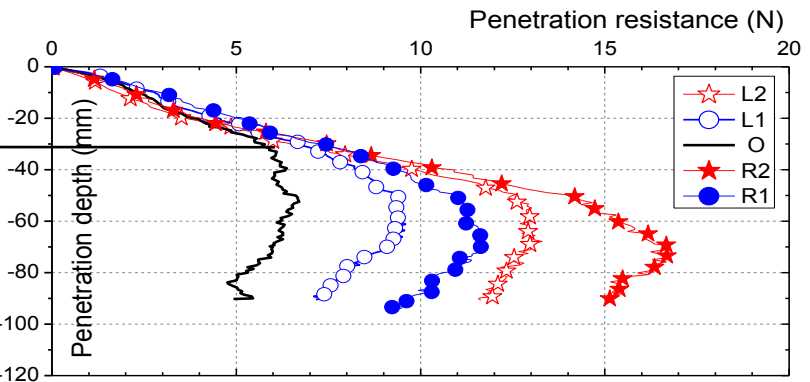 Penetration resistance (N)
0 5 10 15 20
0
-20
-40
-60
-80
-100
-120
Penetration depth (mm)
L2
L1
O
R2
R1